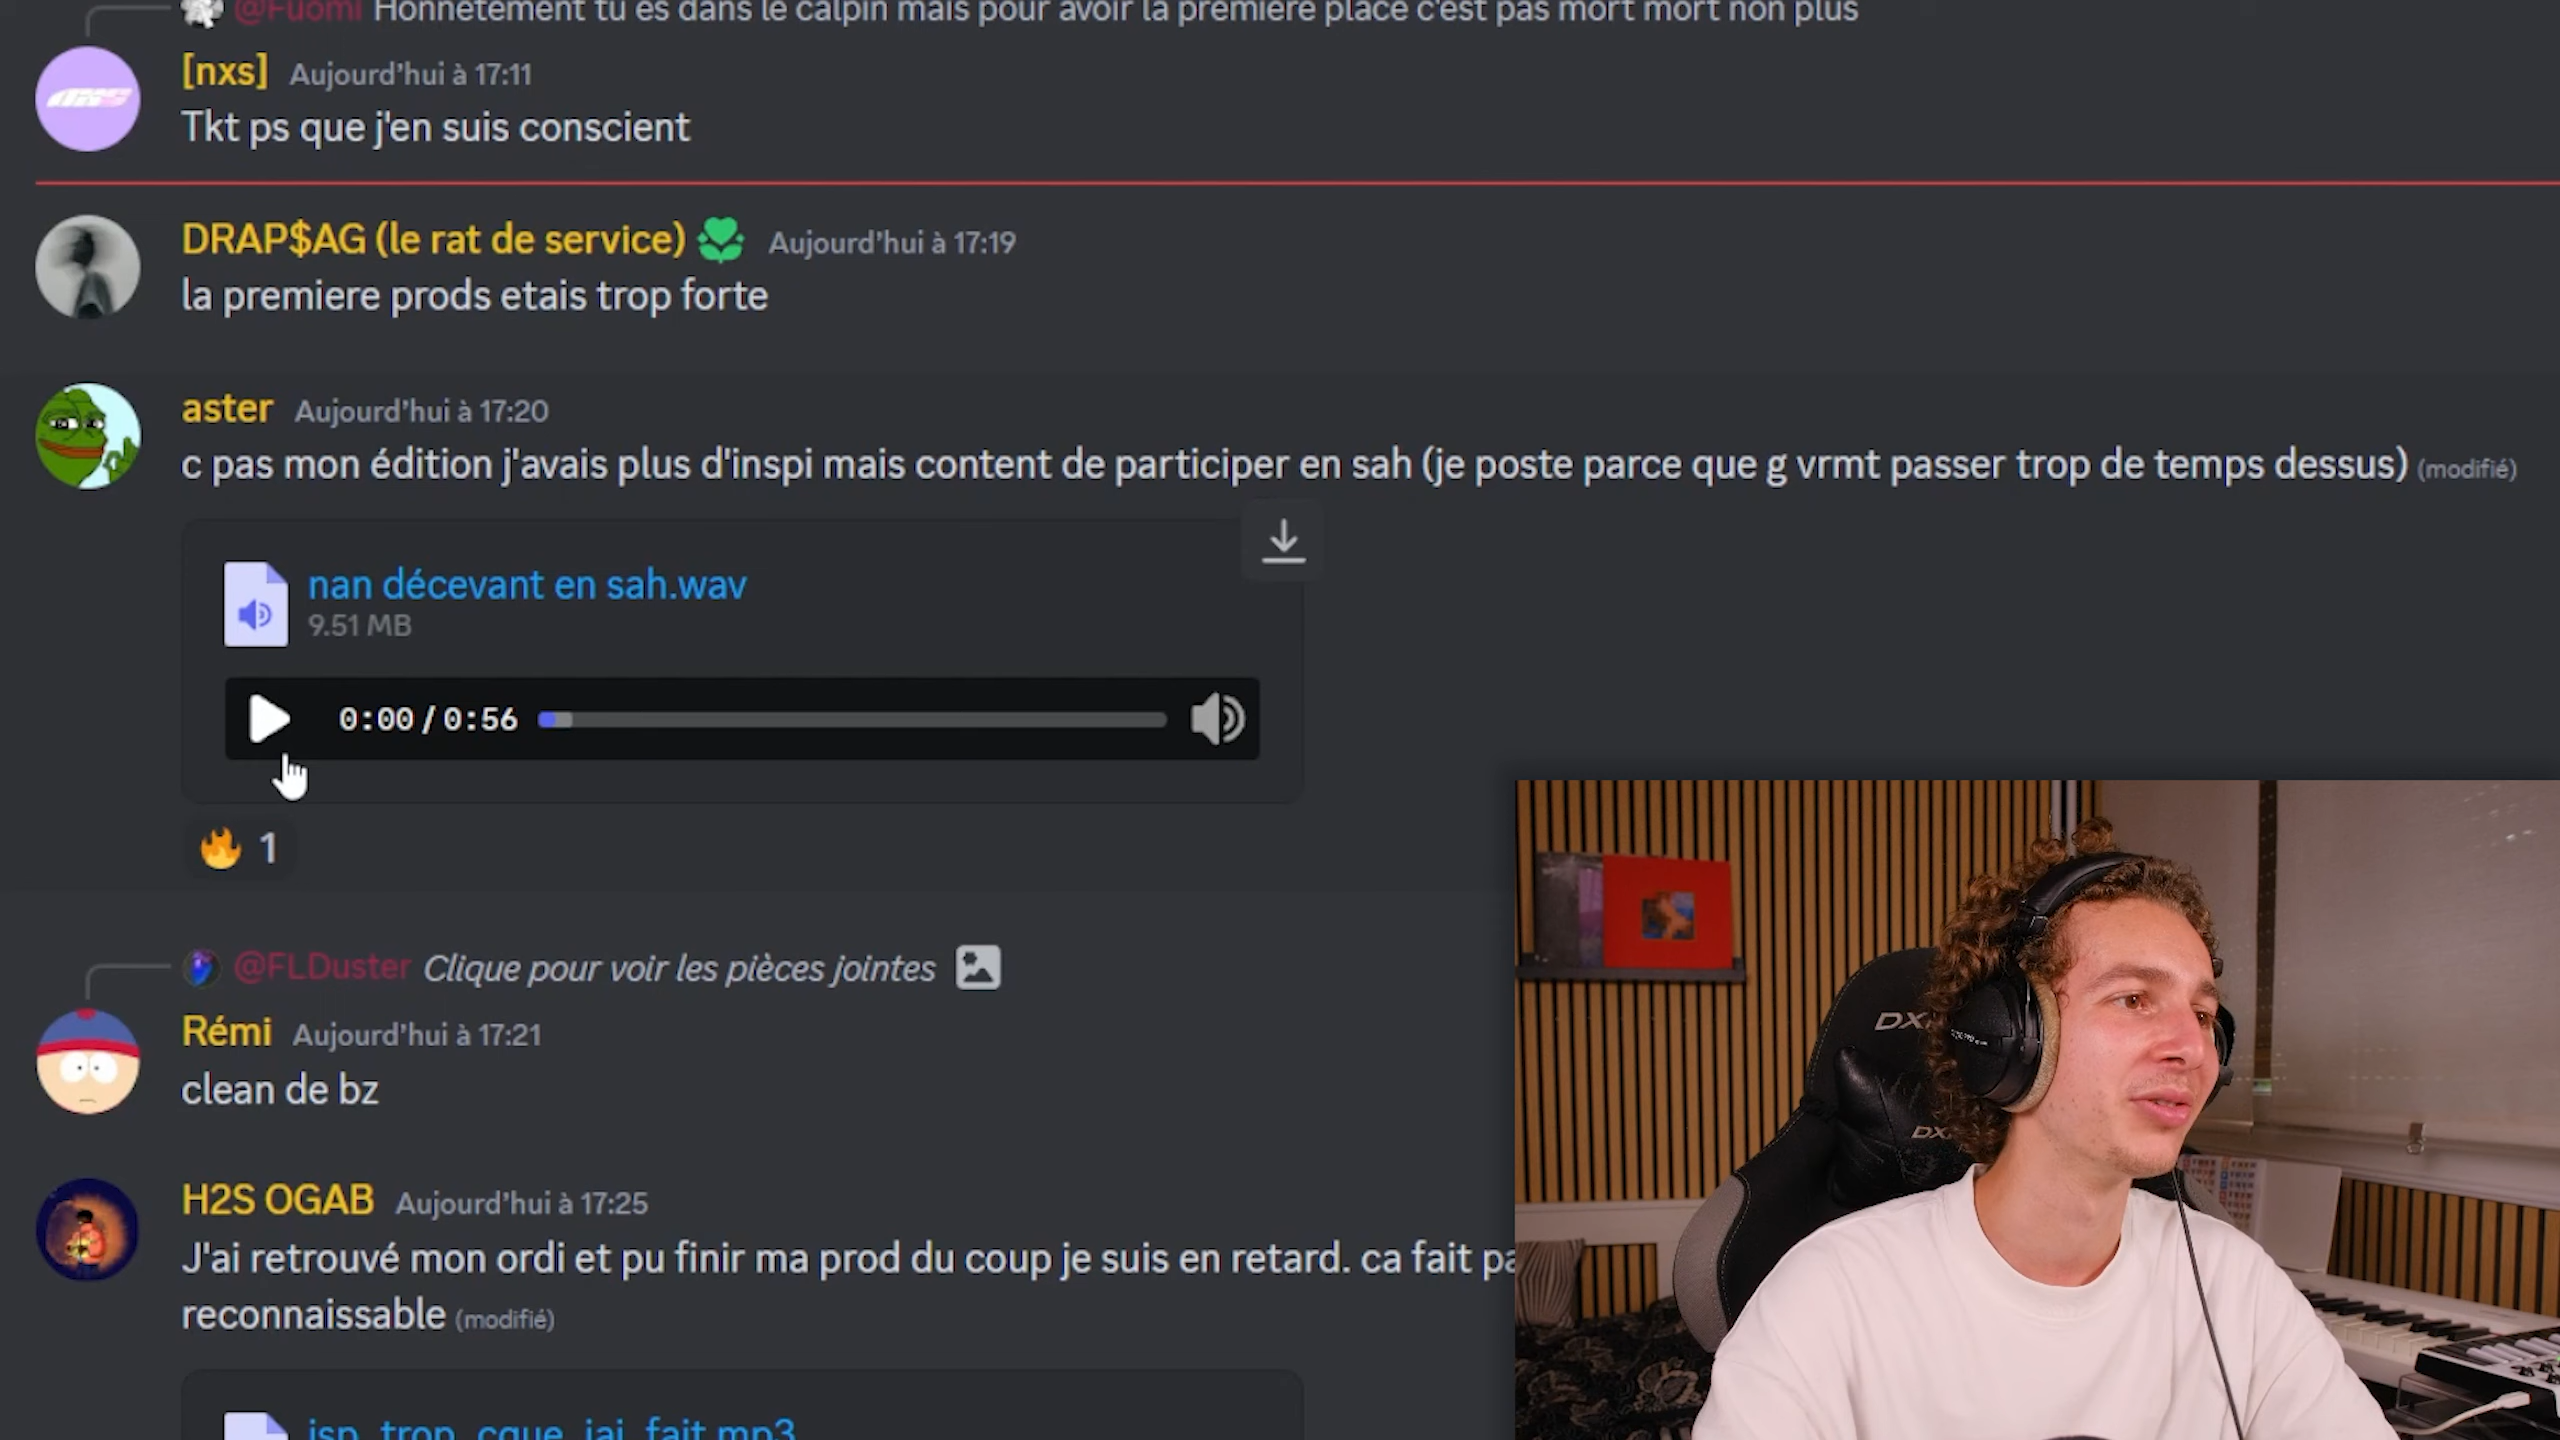 @Fuomi Honnêtement tu es dans le calpin mais pour avoir la première place c'est pas mort mort non plus
[nxs] Aujourd'hui à 17:11
Tkt ps que j'en suis conscient
DRAP$AG (le rat de service) Aujourd'hui à 17:19
la premiere prods etais trop forte
aster Aujourd'hui à 17:20
c pas mon édition j'avais plus d'inspi mais content de participer en sah (je poste parce que g vrmt passer trop de temps dessus) (modifié)
nan décevant en sah.wav
9.51 MB
0:00 / 0:56
🔥 1
@FLDuster Clique pour voir les pièces jointes
Rémi Aujourd'hui à 17:21
clean de bz
H2S OGAB Aujourd'hui à 17:25
J'ai retrouvé mon ordi et pu finir ma prod du coup je suis en retard. ca fait pa
reconnaissable (modifié)
isp_trop_cque_jai_fait.mp3
DX
DX